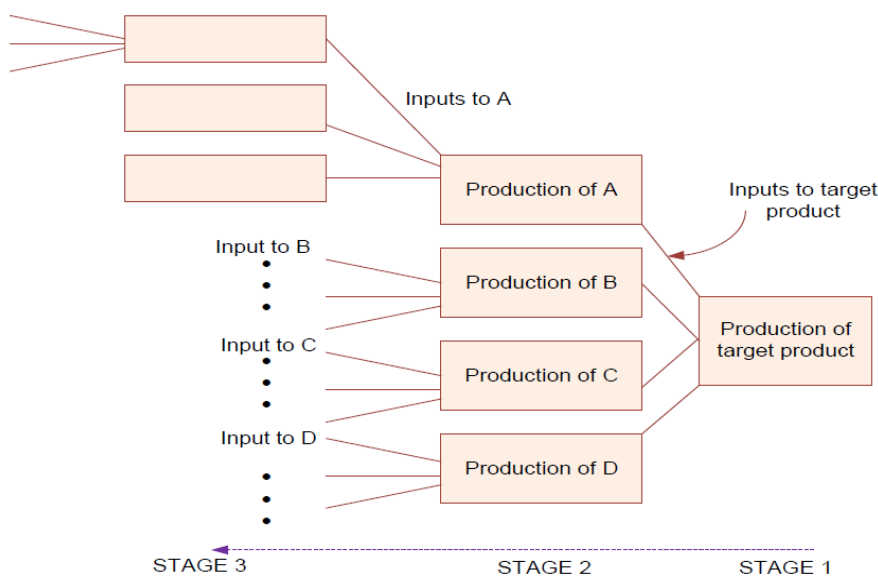 Inputs to A
Production of A
Inputs to target
product
Input to B
Production of B
Production of
target product
Input to C
Production of C
Input to D
Production of D
STAGE 3
STAGE 2
STAGE 1